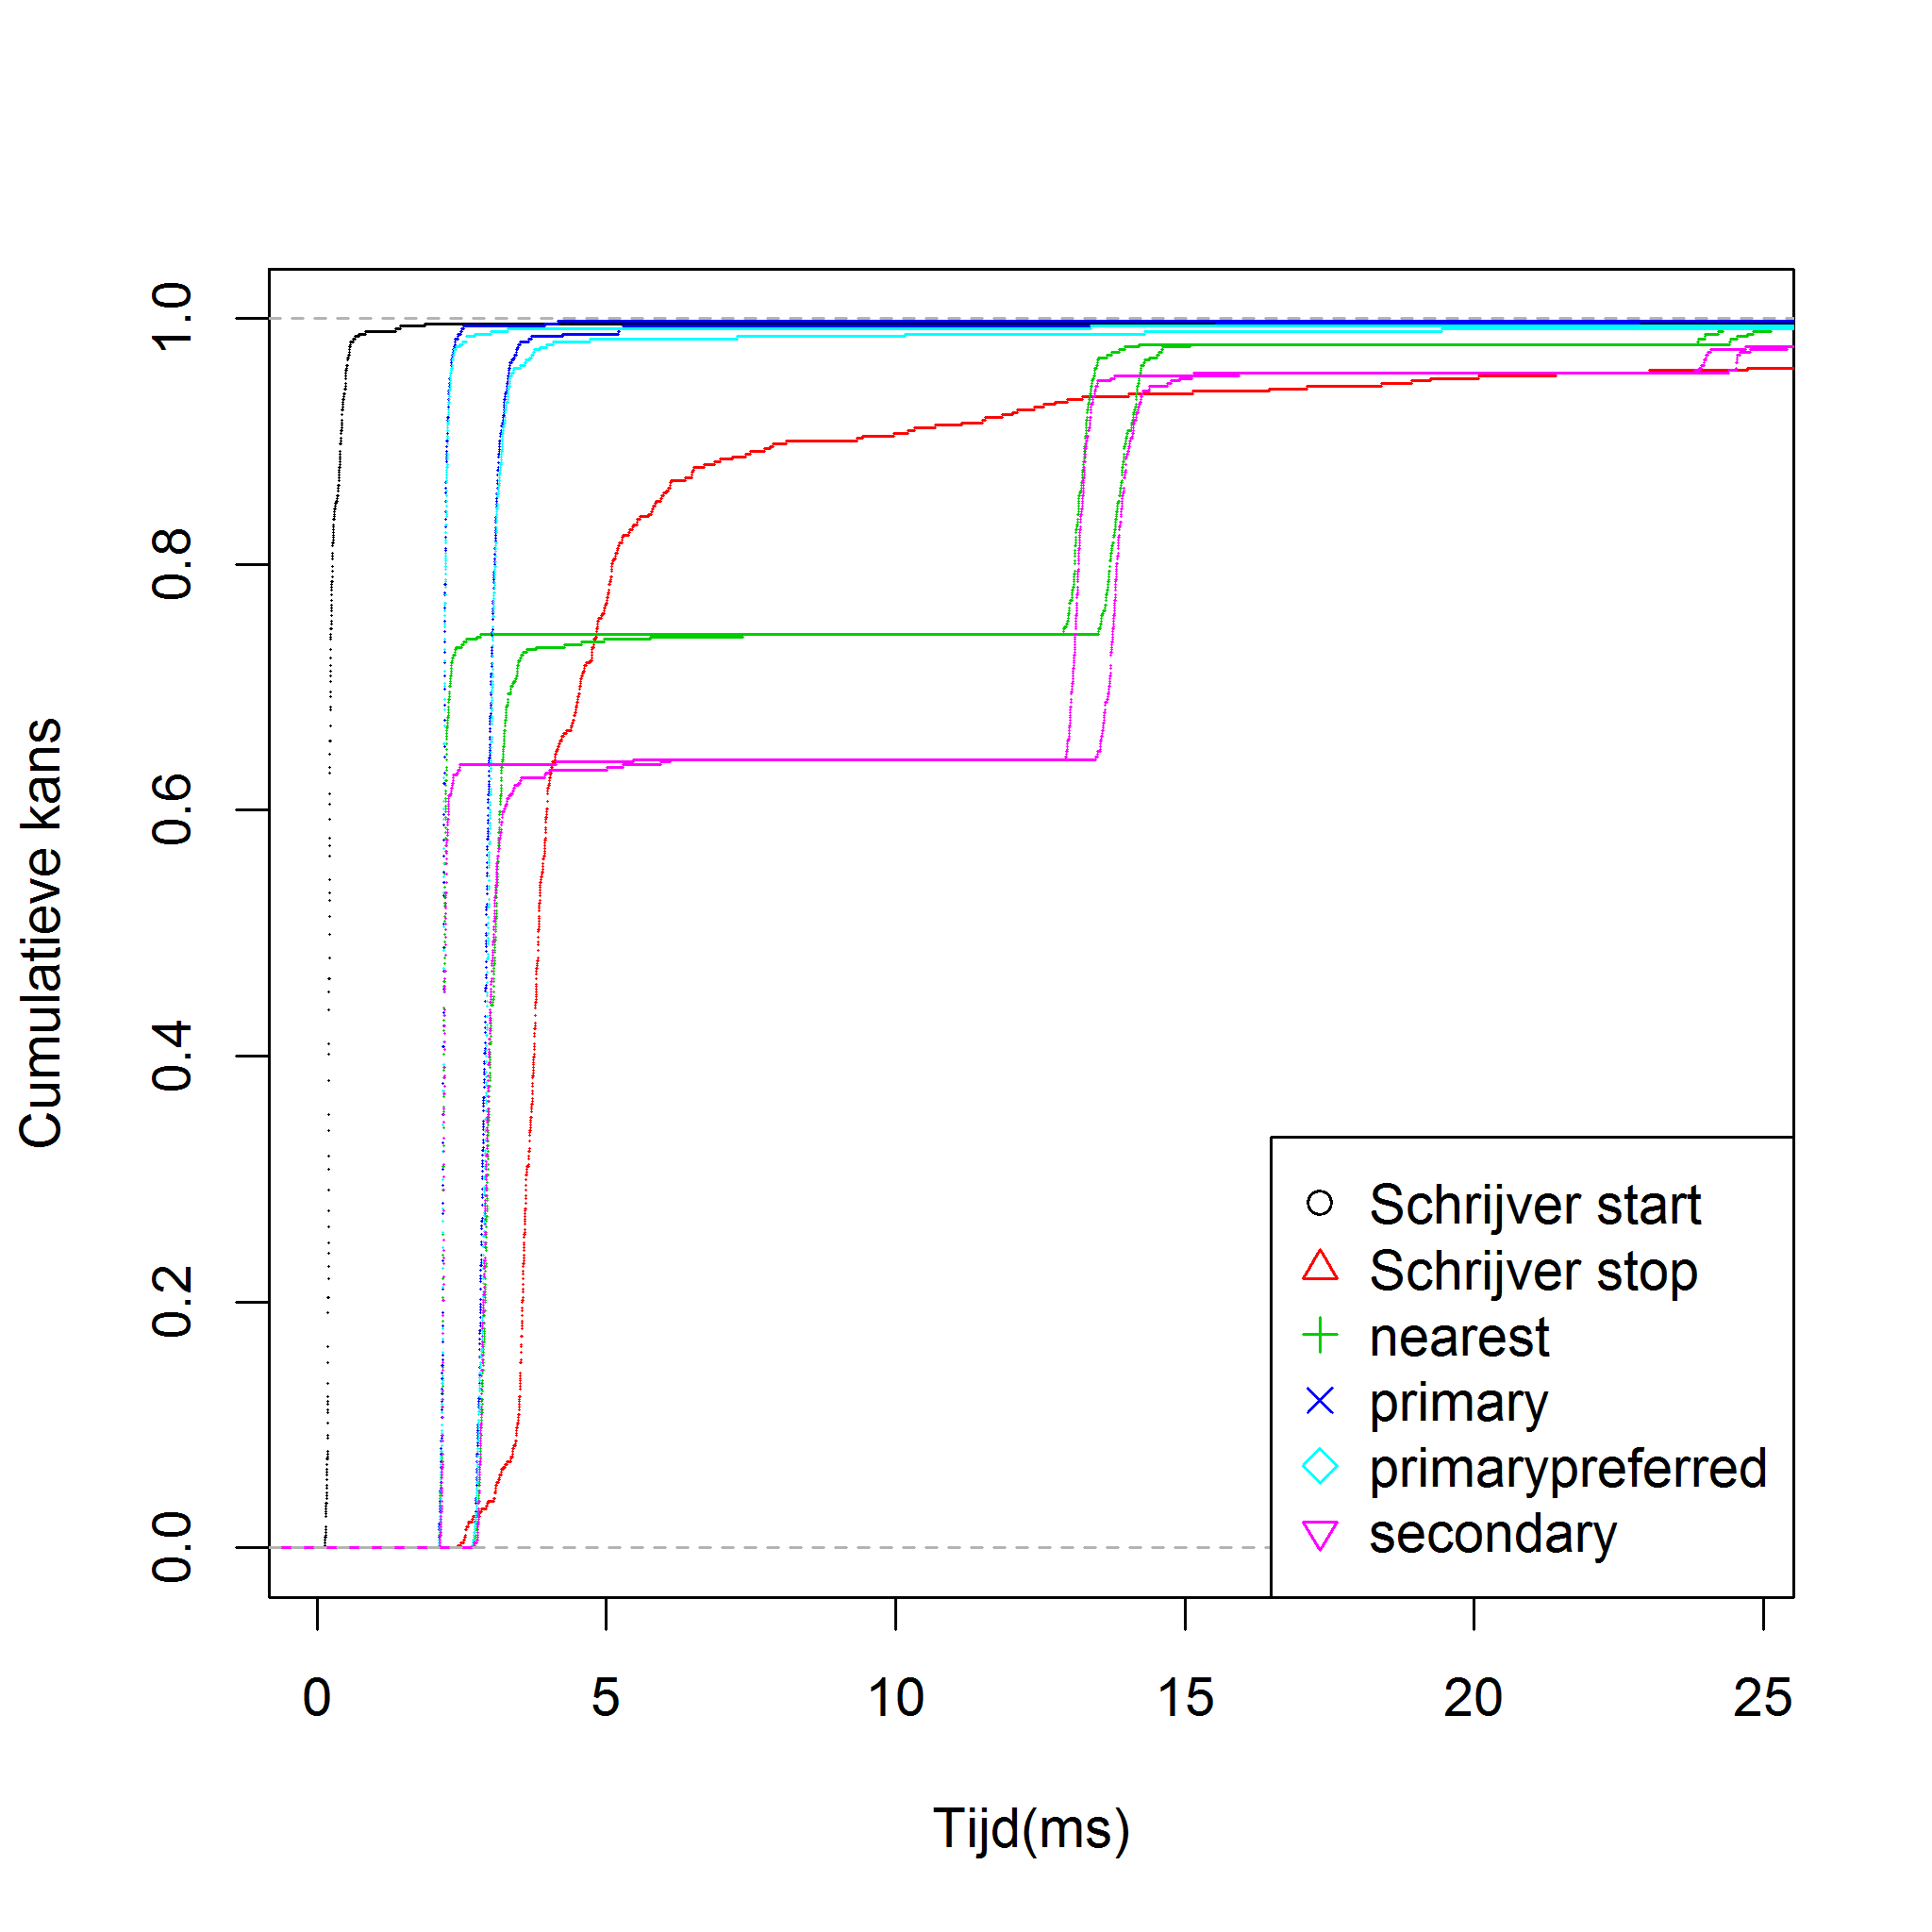 Cumulatieve kans
1.0
0.8
0.6
0.4
0.2
0.0
Schrijver start
Schrijver stop
nearest
primary
primarypreferred
secondary
0 5 10 15 20 25
Tijd(ms)